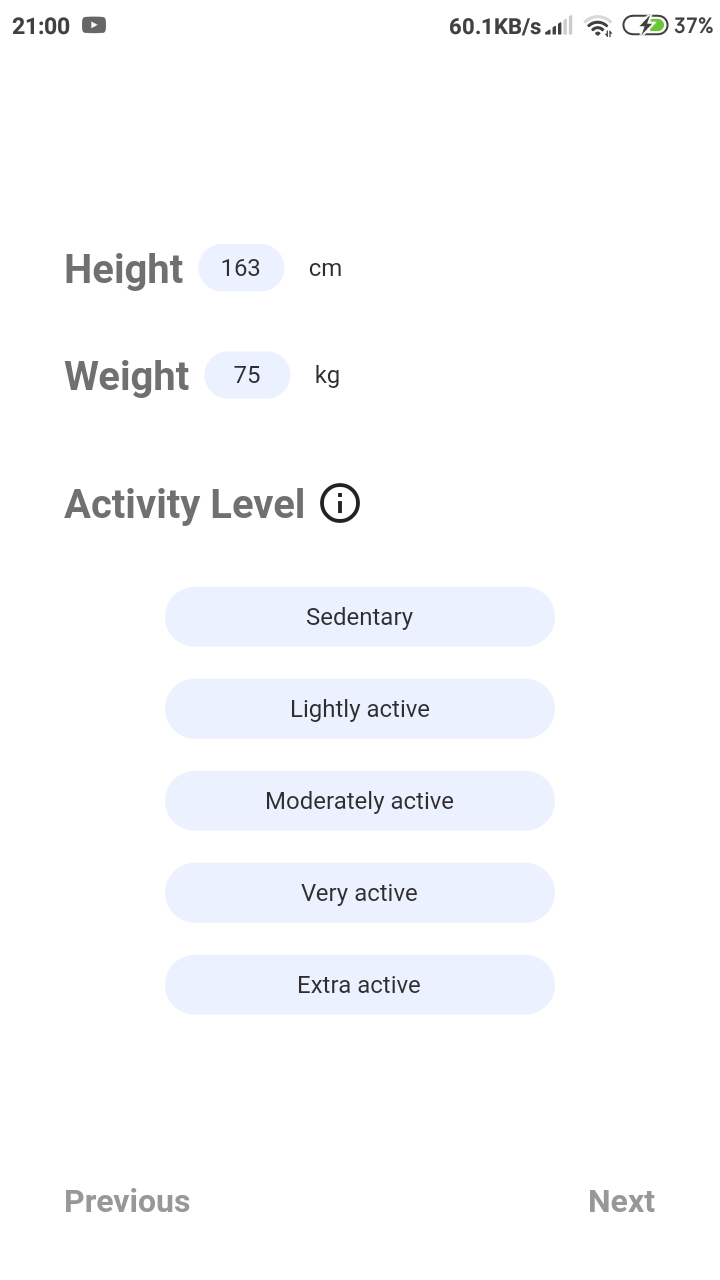 21:00 60.1KB/s 37%
Height 163 cm
Weight 75 kg
Activity Level
Sedentary
Lightly active
Moderately active
Very active
Extra active
Previous Next